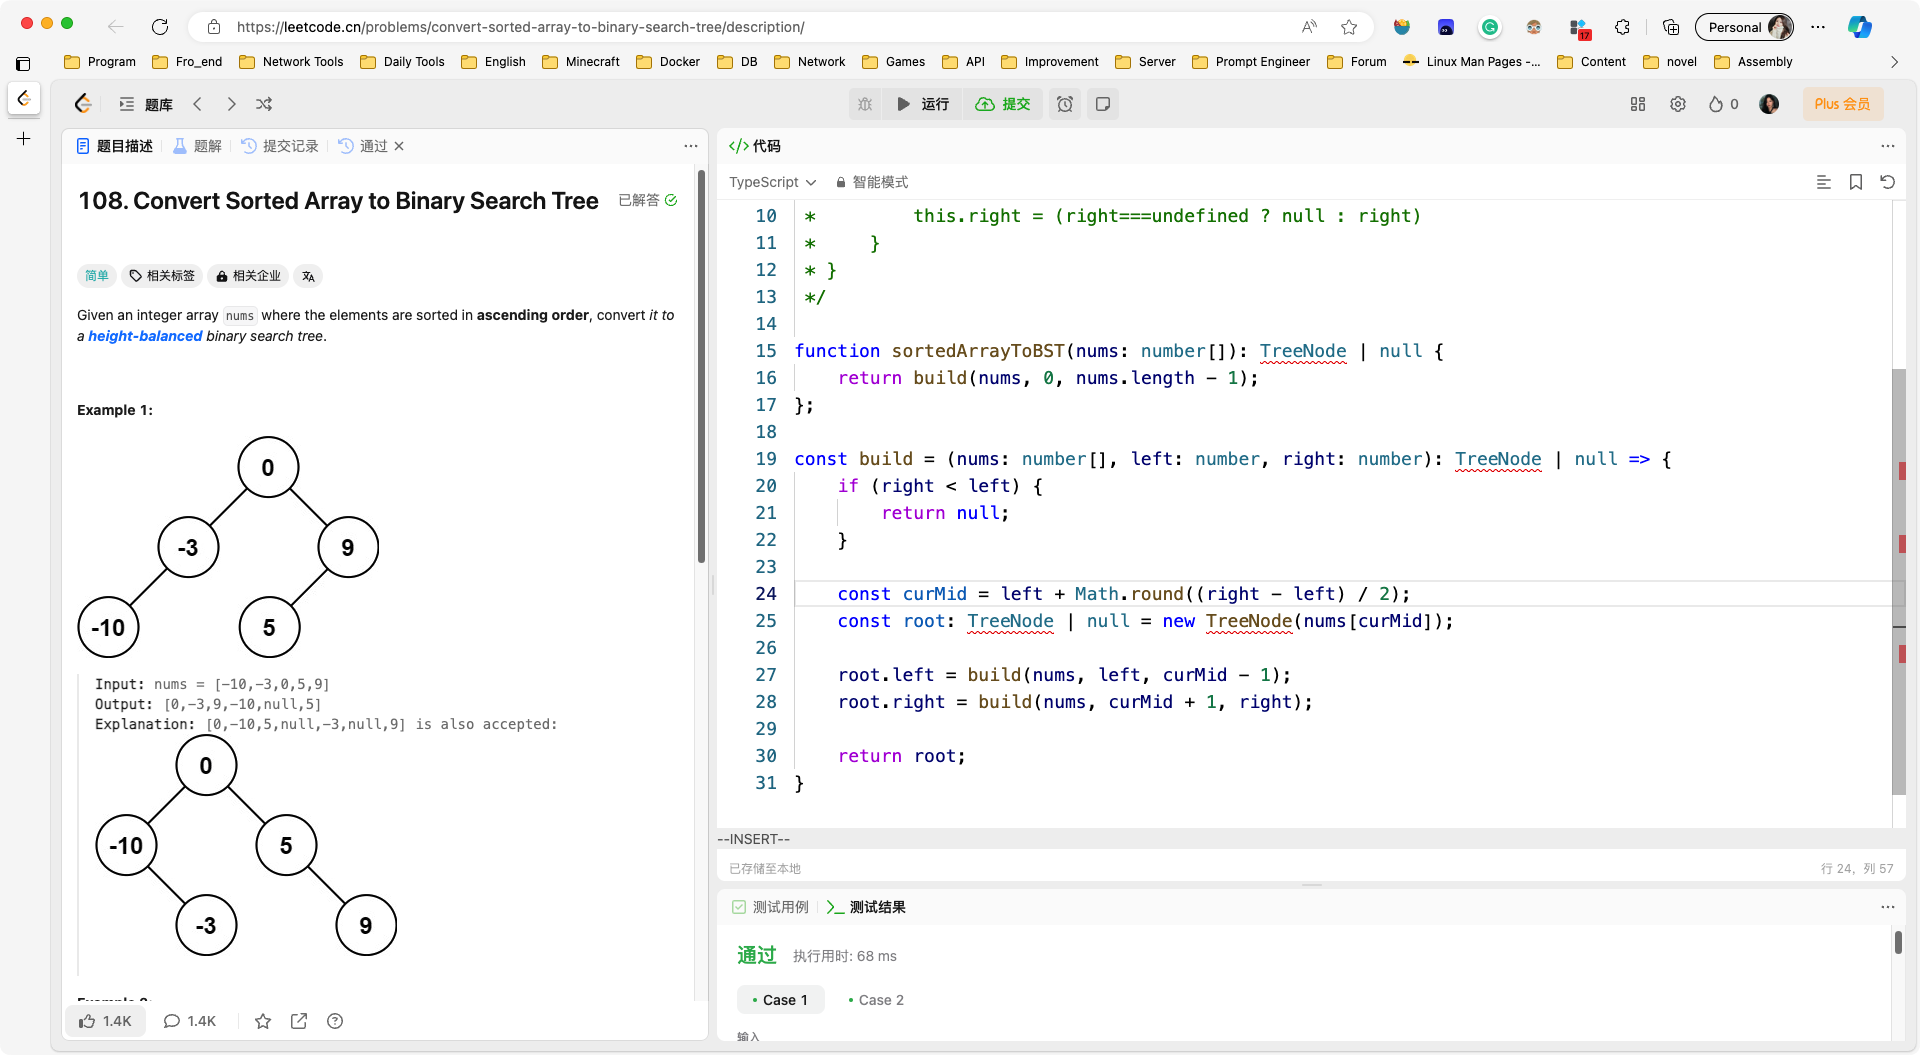 https://leetcode.cn/problems/convert-sorted-array-to-binary-search-tree/description/
17
Personal
Program Fro_end Network Tools Daily Tools English Minecraft Docker DB Network Games API Improvement Server Prompt Engineer Forum Linux Man Pages -... Content novel Assembly
题库
运行
提交
0
Plus 会员
题目描述 题解 提交记录 通过
108. Convert Sorted Array to Binary Search Tree
已解答
简单 相关标签 相关企业
Given an integer array nums where the elements are sorted in ascending order, convert it to
a height-balanced binary search tree.
Example 1:
0
-3 9
-10 5
Input: nums = [-10,-3,0,5,9]
Output: [0,-3,9,-10,null,5]
Explanation: [0,-10,5,null,-3,null,9] is also accepted:
0
-10 5
-3 9
1.4K 1.4K
</> 代码
TypeScript 智能模式
10 * this.right = (right===undefined ? null : right)
11 * }
12 * }
13 */
14
15 function sortedArrayToBST(nums: number[]): TreeNode | null {
16 return build(nums, 0, nums.length - 1);
17 };
18
19 const build = (nums: number[], left: number, right: number): TreeNode | null => {
20 if (right < left) {
21 return null;
22 }
23
24 const curMid = left + Math.round((right - left) / 2);
25 const root: TreeNode | null = new TreeNode(nums[curMid]);
26
27 root.left = build(nums, left, curMid - 1);
28 root.right = build(nums, curMid + 1, right);
29
30 return root;
31 }
--INSERT--
已存储至本地 行 24, 列 57
测试用例 测试结果
通过 执行用时: 68 ms
• Case 1 • Case 2
输入